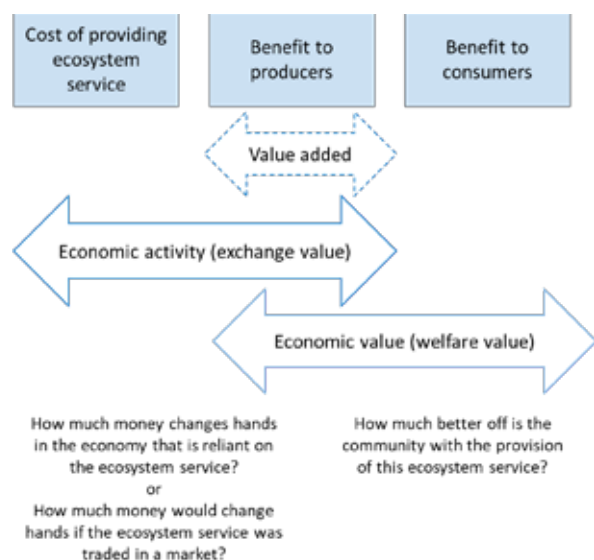 Cost of providing
ecosystem
service
Benefit to
producers
Benefit to
consumers
Value added
Economic activity (exchange value)
Economic value (welfare value)
How much money changes hands
in the economy that is reliant on
the ecosystem service?
or
How much money would change
hands if the ecosystem service was
traded in a market?
How much better off is the
community with the provision
of this ecosystem service?